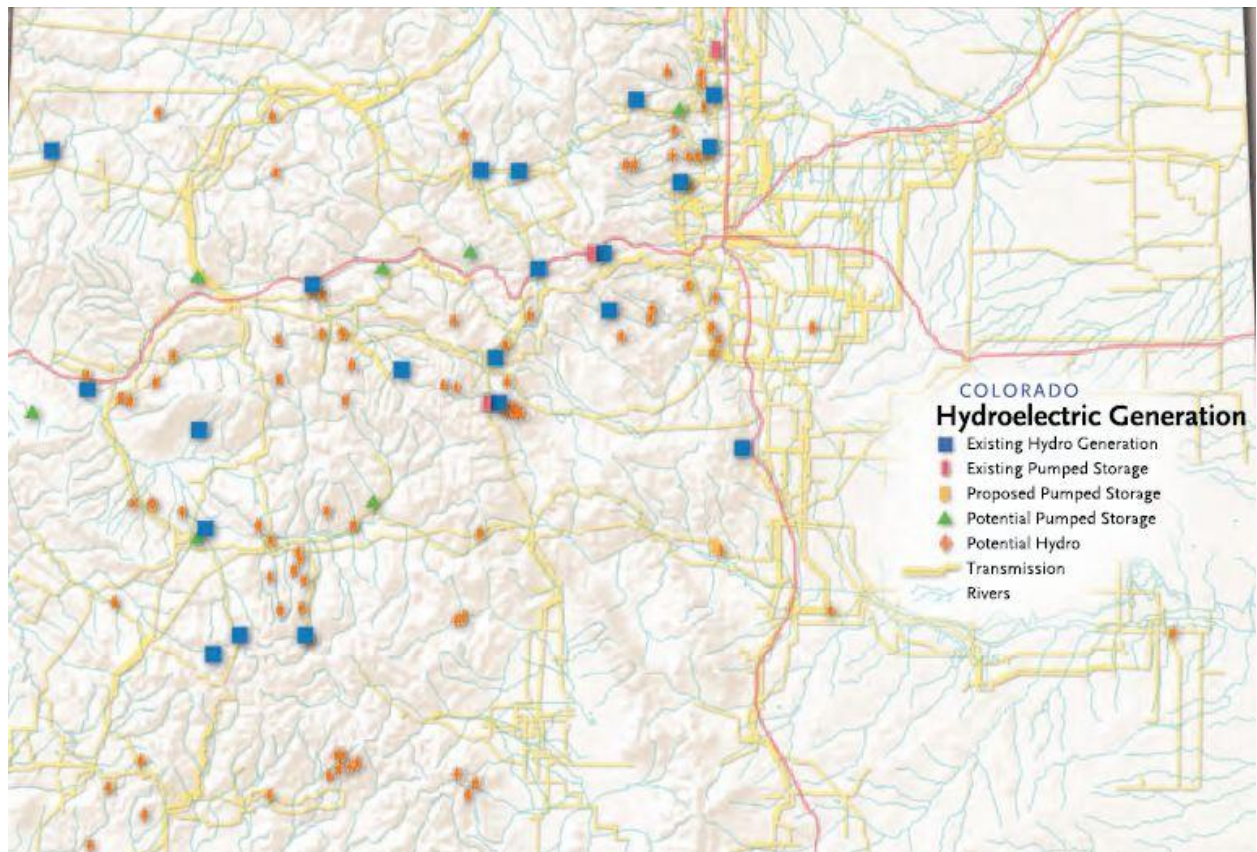 COLORADO
Hydroelectric Generation
Existing Hydro Generation
Existing Pumped Storage
Proposed Pumped Storage
Potential Pumped Storage
Potential Hydro
Transmission
Rivers